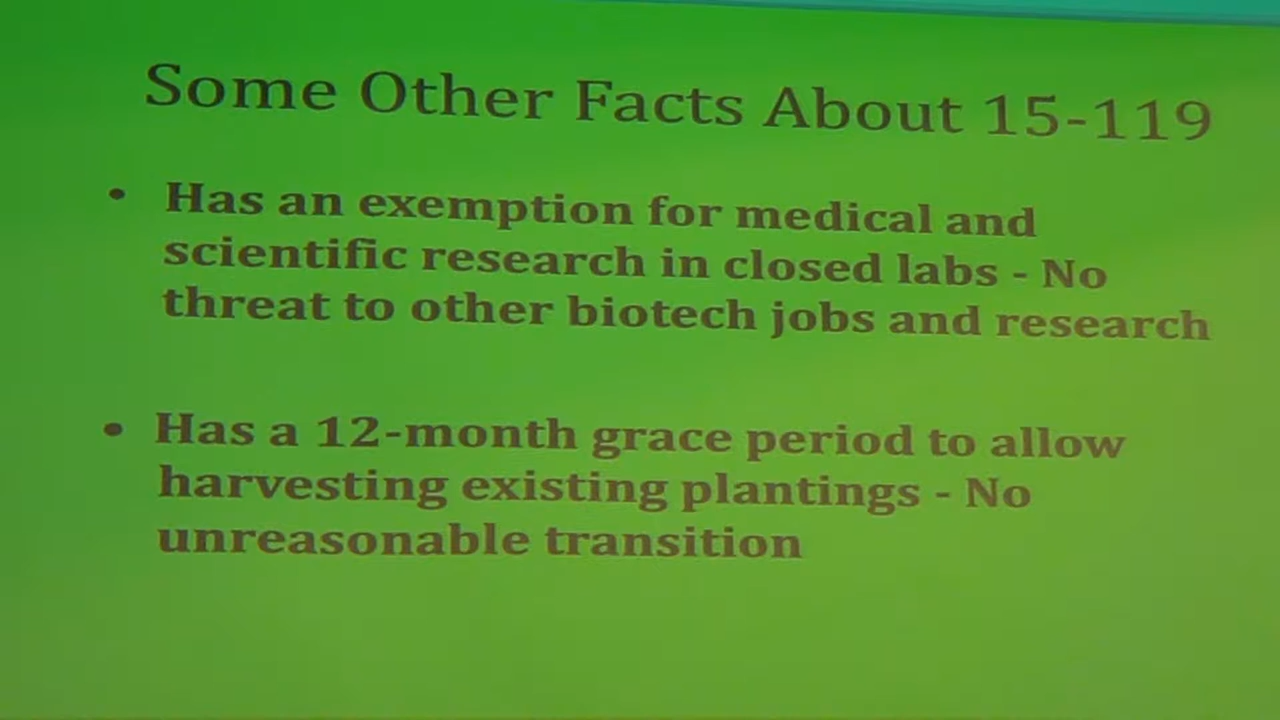 Some Other Facts About 15-119
• Has an exemption for medical and
scientific research in closed labs - No
threat to other biotech jobs and research
• Has a 12-month grace period to allow
harvesting existing plantings - No
unreasonable transition